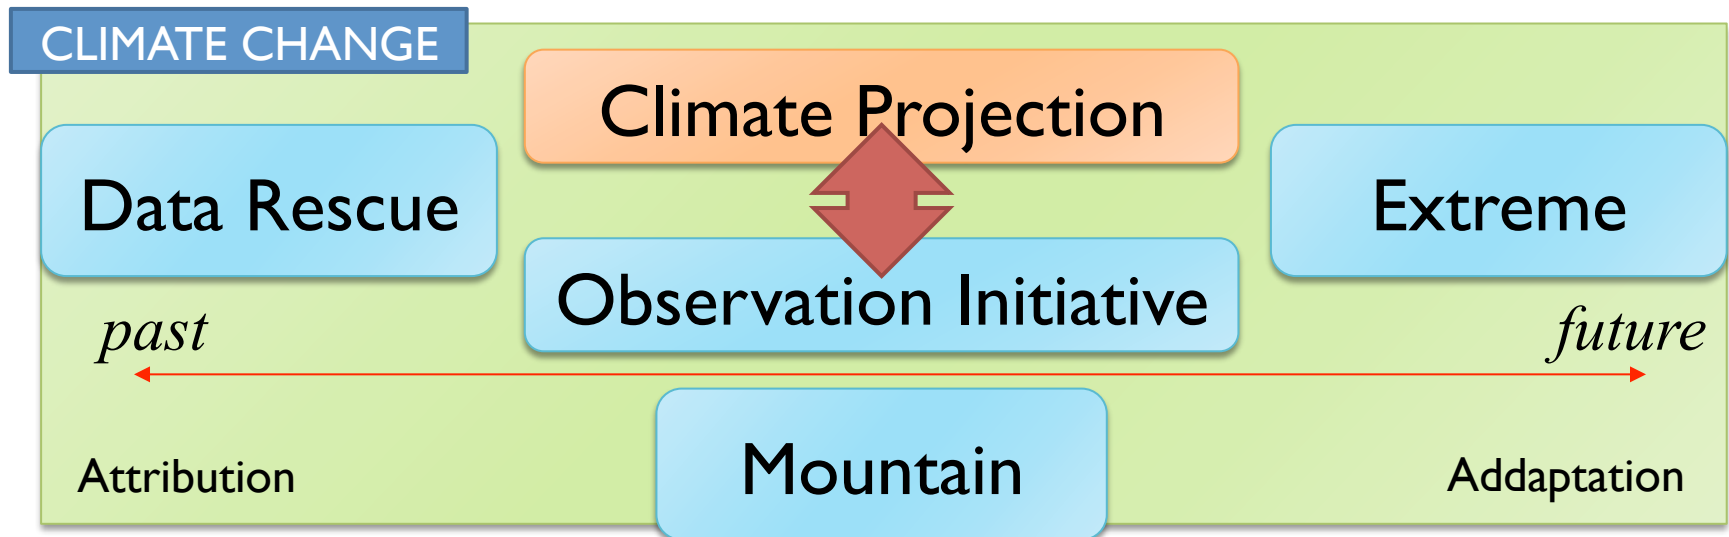 CLIMATE CHANGE
Climate Projection
Data Rescue
Extreme
Observation Initiative
past
future
Attribution
Mountain
Addaptation